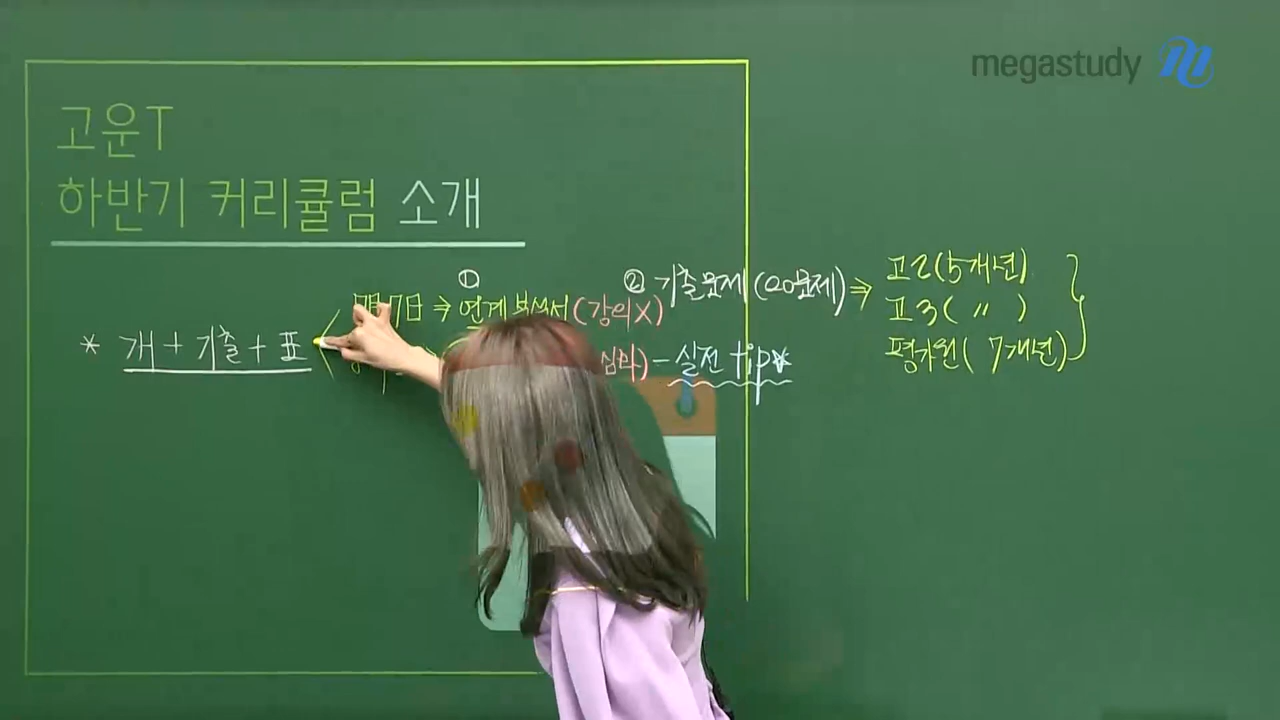 megastudy
고운T
하반기 커리큘럼 소개
① ② 기출문제 (20문제) ⇒ 고2 (5개년)
⇒ 연계분석서 (강의X) 고3 ( 〃 )
* 개 + 기출 + 표 - 실전 tip* 평가원 ( 7개년)